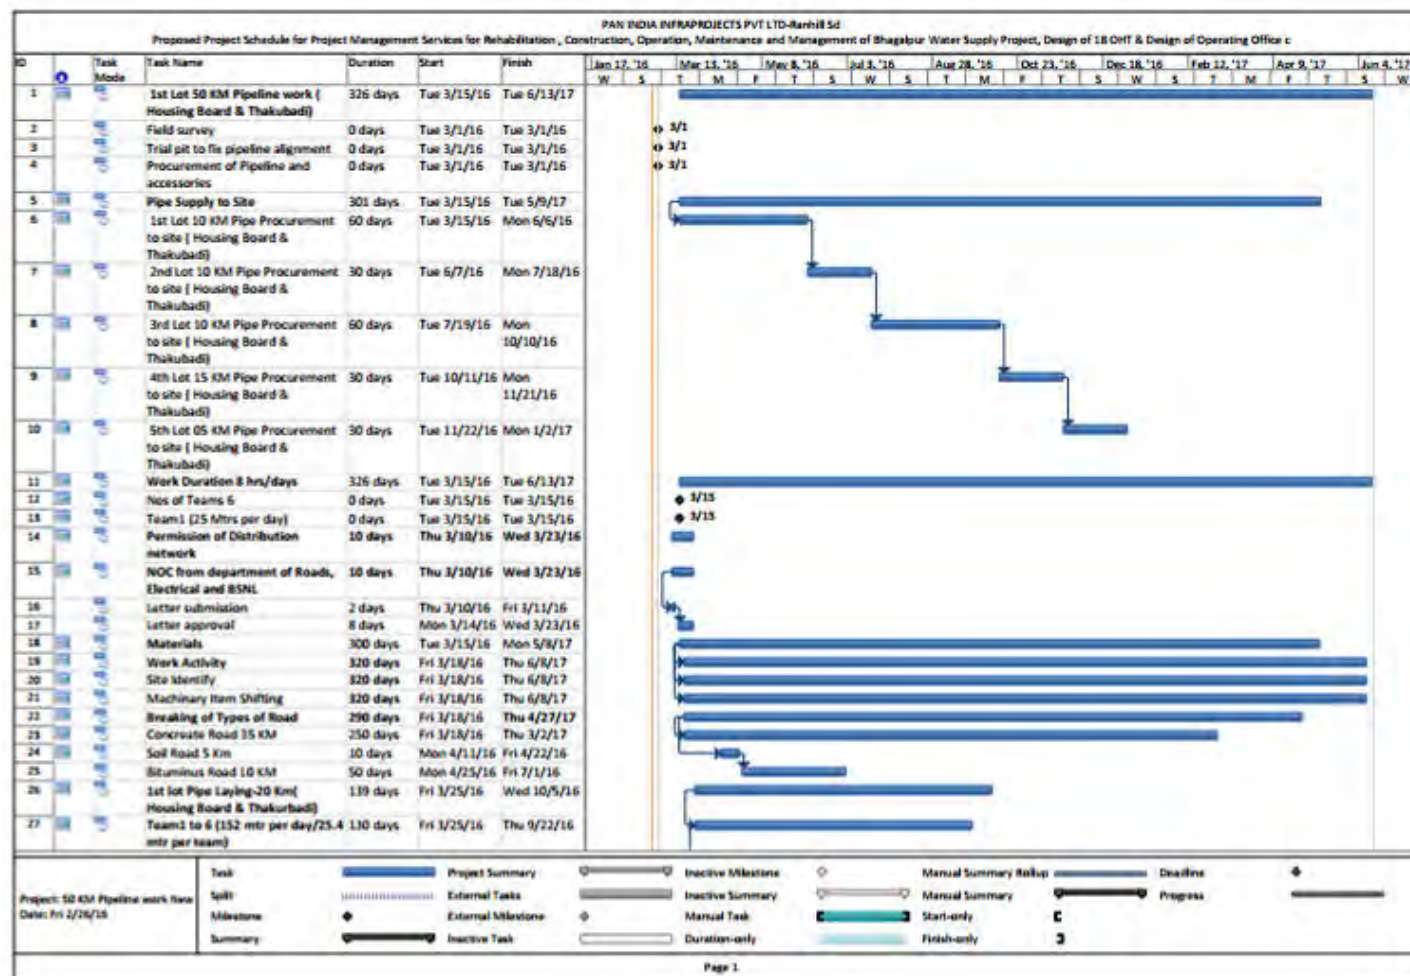 PAN INDIA INFRAPROJECTS PVT LTD-Ranhill Sd
Proposed Project Schedule for Project Management Services for Rehabilitation , Construction, Operation, Maintenance and Management of Bhagalpur Water Supply Project, Design of 18 OHT & Design of Operating Office c
ID Task Mode Task Name Duration Start Finish Jan 17, '16 Mar 13, '16 May 8, '16 Jul 3, '16 Aug 28, '16 Oct 23, '16 Dec 18, '16 Feb 12, '17 Apr 9, '17 Jun 4, '17
W S T M F T W S T M F T S W T M F T S W
1 1st Lot 50 KM Pipeline work ( Housing Board & Thakubadi) 326 days Tue 3/15/16 Tue 6/13/17
2 Field survey 0 days Tue 3/1/16 Tue 3/1/16 3/1
3 Trial pit to fix pipeline alignment 0 days Tue 3/1/16 Tue 3/1/16 3/1
4 Procurement of Pipeline and accessories 0 days Tue 3/1/16 Tue 3/1/16 3/1
5 Pipe Supply to Site 301 days Tue 3/15/16 Tue 5/9/17
6 1st Lot 10 KM Pipe Procurement to site ( Housing Board & Thakubadi) 60 days Tue 3/15/16 Mon 6/6/16
7 2nd Lot 10 KM Pipe Procurement to site ( Housing Board & Thakubadi) 30 days Tue 6/7/16 Mon 7/18/16
8 3rd Lot 10 KM Pipe Procurement to site ( Housing Board & Thakubadi) 60 days Tue 7/19/16 Mon 10/10/16
9 4th Lot 15 KM Pipe Procurement to site ( Housing Board & Thakubadi) 30 days Tue 10/11/16 Mon 11/21/16
10 5th Lot 05 KM Pipe Procurement to site ( Housing Board & Thakubadi) 30 days Tue 11/22/16 Mon 1/2/17
11 Work Duration 8 hrs/days 326 days Tue 3/15/16 Tue 6/13/17
12 Nos of Teams 6 0 days Tue 3/15/16 Tue 3/15/16 3/15
13 Team1 (25 Mtrs per day) 0 days Tue 3/15/16 Tue 3/15/16 3/15
14 Permission of Distribution network 10 days Thu 3/10/16 Wed 3/23/16
15 NOC from department of Roads, Electrical and BSNL 10 days Thu 3/10/16 Wed 3/23/16
16 Letter submission 2 days Thu 3/10/16 Fri 3/11/16
17 Letter approval 8 days Mon 3/14/16 Wed 3/23/16
18 Materials 300 days Tue 3/15/16 Mon 5/8/17
19 Work Activity 320 days Fri 3/18/16 Thu 6/8/17
20 Site Identify 320 days Fri 3/18/16 Thu 6/8/17
21 Machinary Item Shifting 320 days Fri 3/18/16 Thu 6/8/17
22 Breaking of Types of Road 290 days Fri 3/18/16 Thu 4/27/17
23 Concreate Road 35 KM 250 days Fri 3/18/16 Thu 3/2/17
24 Soil Road 5 Km 10 days Mon 4/11/16 Fri 4/22/16
25 Bituminus Road 10 KM 50 days Mon 4/25/16 Fri 7/1/16
26 1st lot Pipe Laying-20 Km( Housing Board & Thakurbadi) 139 days Fri 3/25/16 Wed 10/5/16
27 Team1 to 6 (152 mtr per day/25.4 mtr per team) 130 days Fri 3/25/16 Thu 9/22/16
Project: 50 KM Pipeline work New
Date: Fri 2/26/16
Task Project Summary Inactive Milestone Manual Summary Rollup Deadline
Split External Tasks Inactive Summary Manual Summary Progress
Milestone External Milestone Manual Task Start-only
Summary Inactive Task Duration-only Finish-only
Page 1